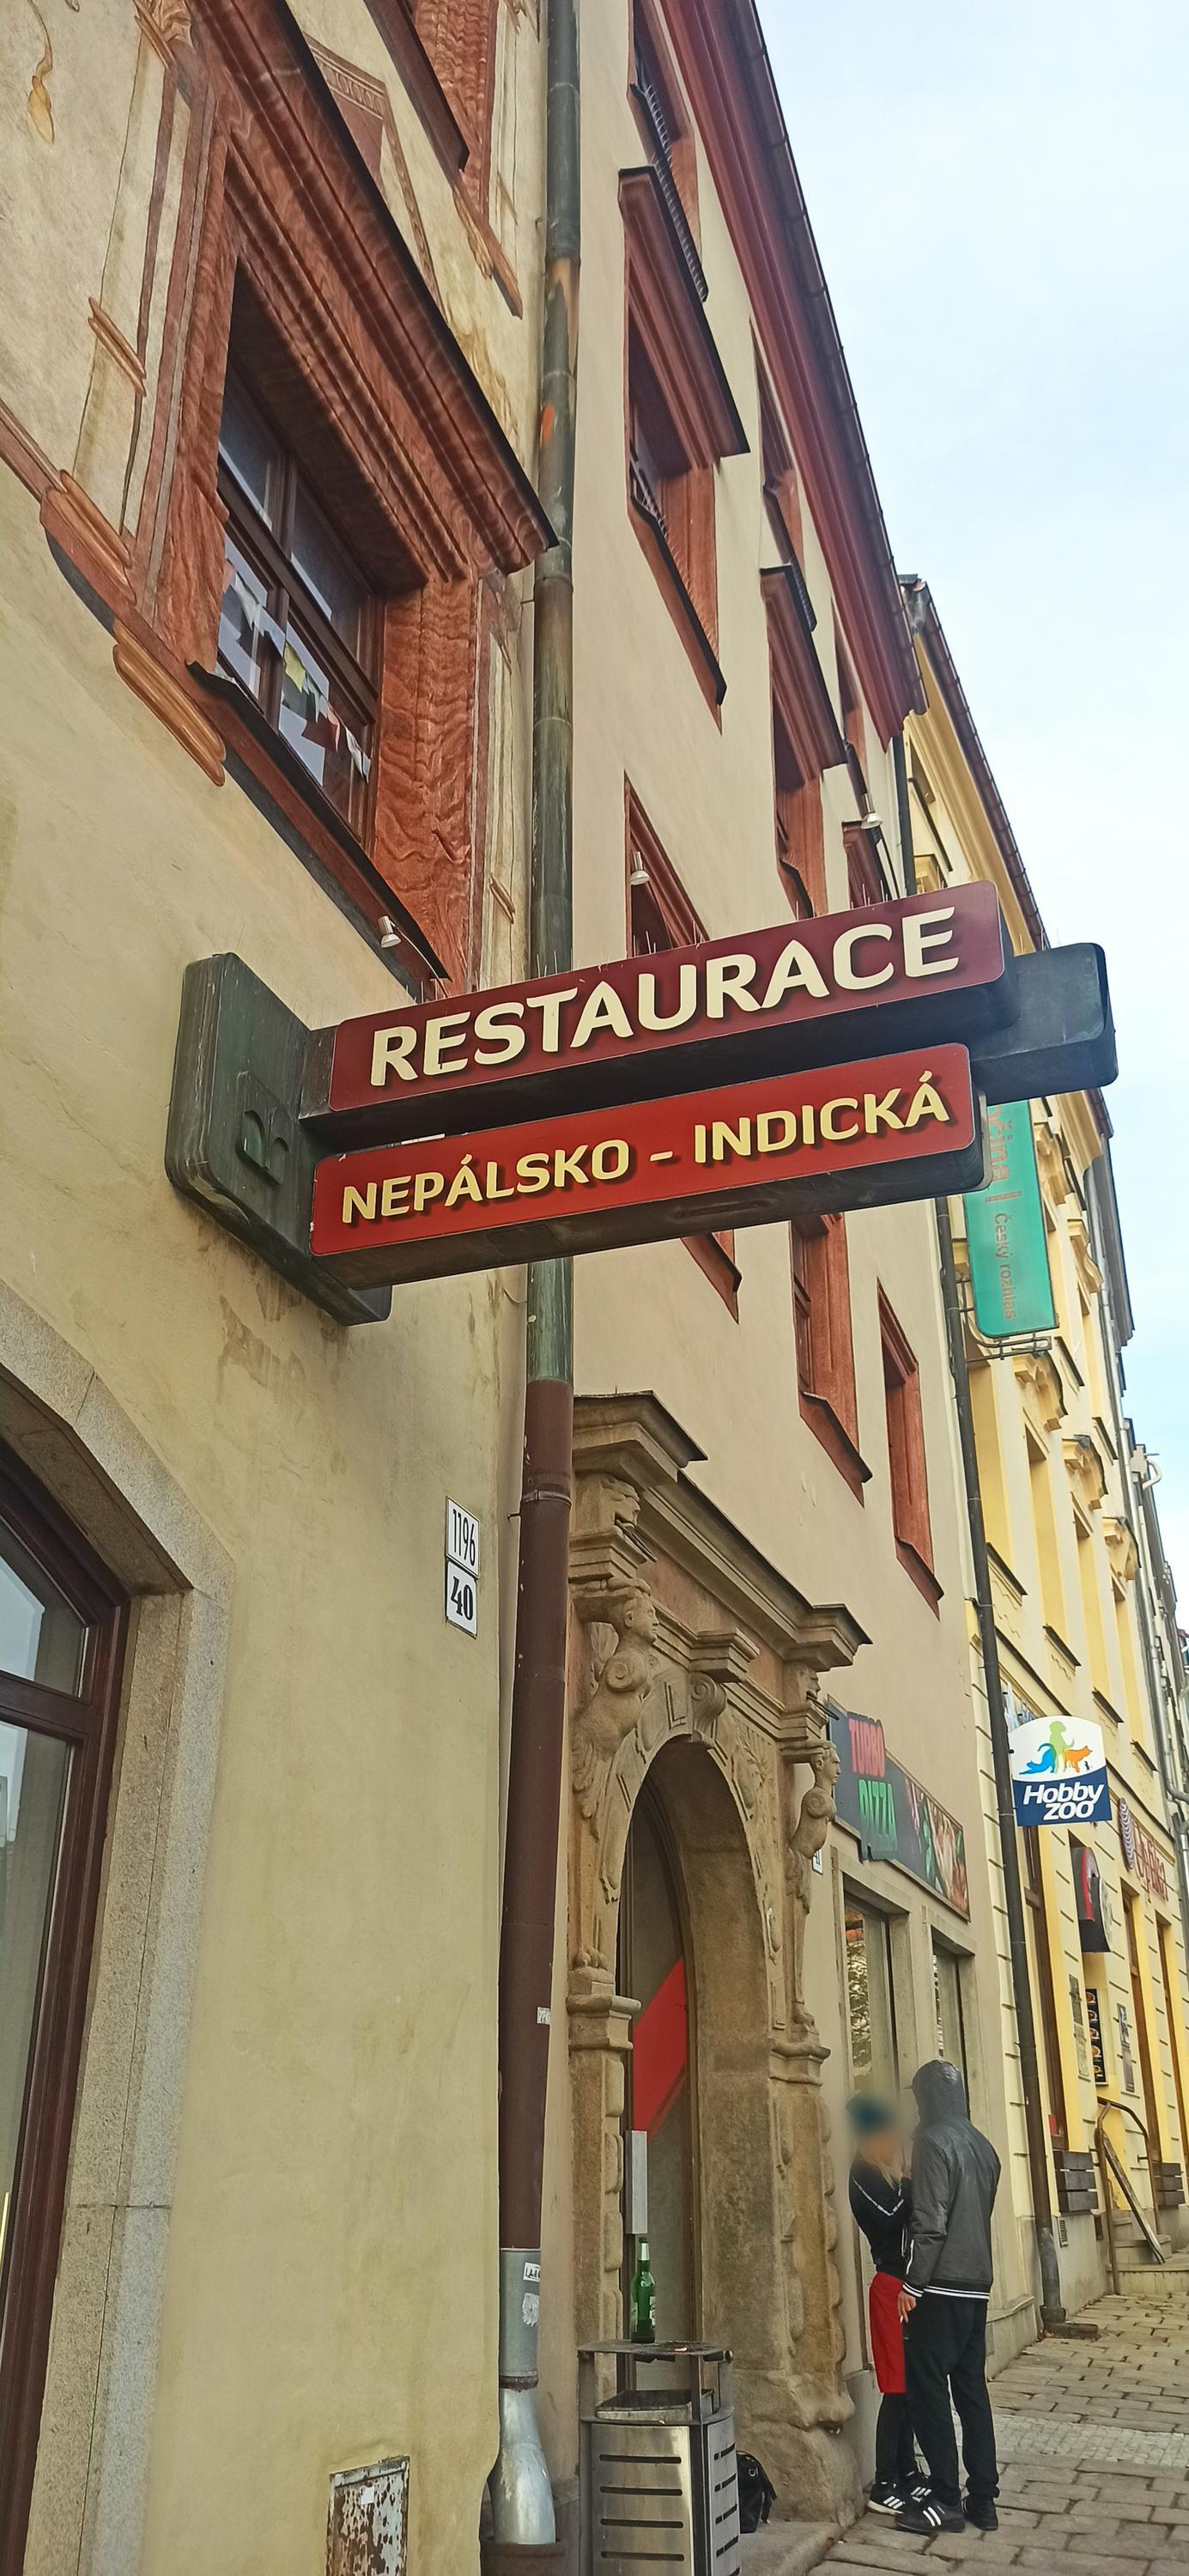 RESTAURACE
NEPÁLSKO - INDICKÁ
Český rozhlas
1196
40
TURBO
PIZZA
Hobby
zoo